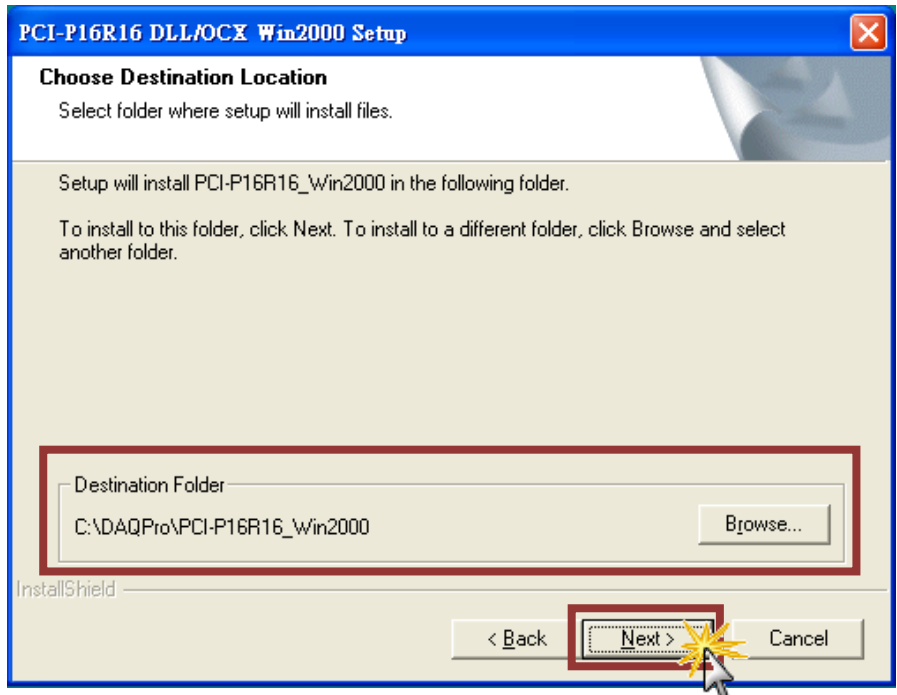 PCI-P16R16 DLL/OCX Win2000 Setup
Choose Destination Location
Select folder where setup will install files.
Setup will install PCI-P16R16_Win2000 in the following folder.
To install to this folder, click Next. To install to a different folder, click Browse and select
another folder.
Destination Folder
C:\DAQPro\PCI-P16R16_Win2000
Browse...
InstallShield
< Back
Next >
Cancel